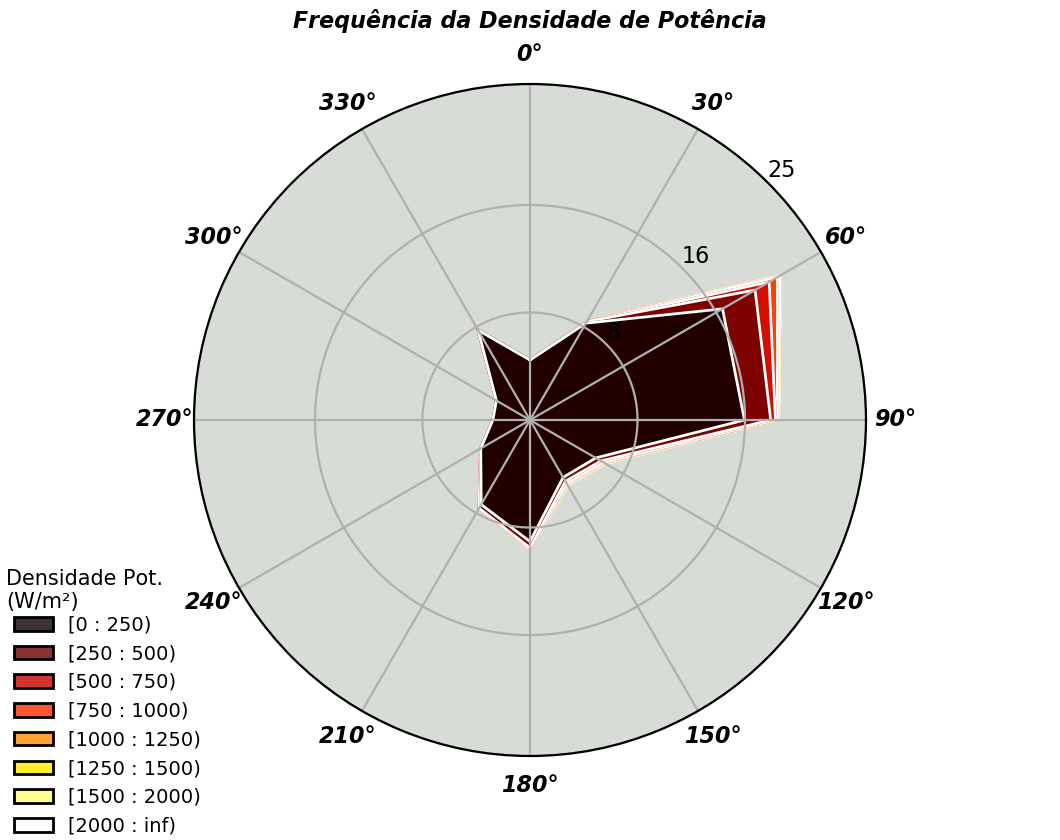 Frequência da Densidade de Potência
0°
330°
30°
25
300°
60°
16
8
270°
90°
240°
120°
210°
150°
180°
Densidade Pot.
(W/m²)
[0 : 250)
[250 : 500)
[500 : 750)
[750 : 1000)
[1000 : 1250)
[1250 : 1500)
[1500 : 2000)
[2000 : inf)